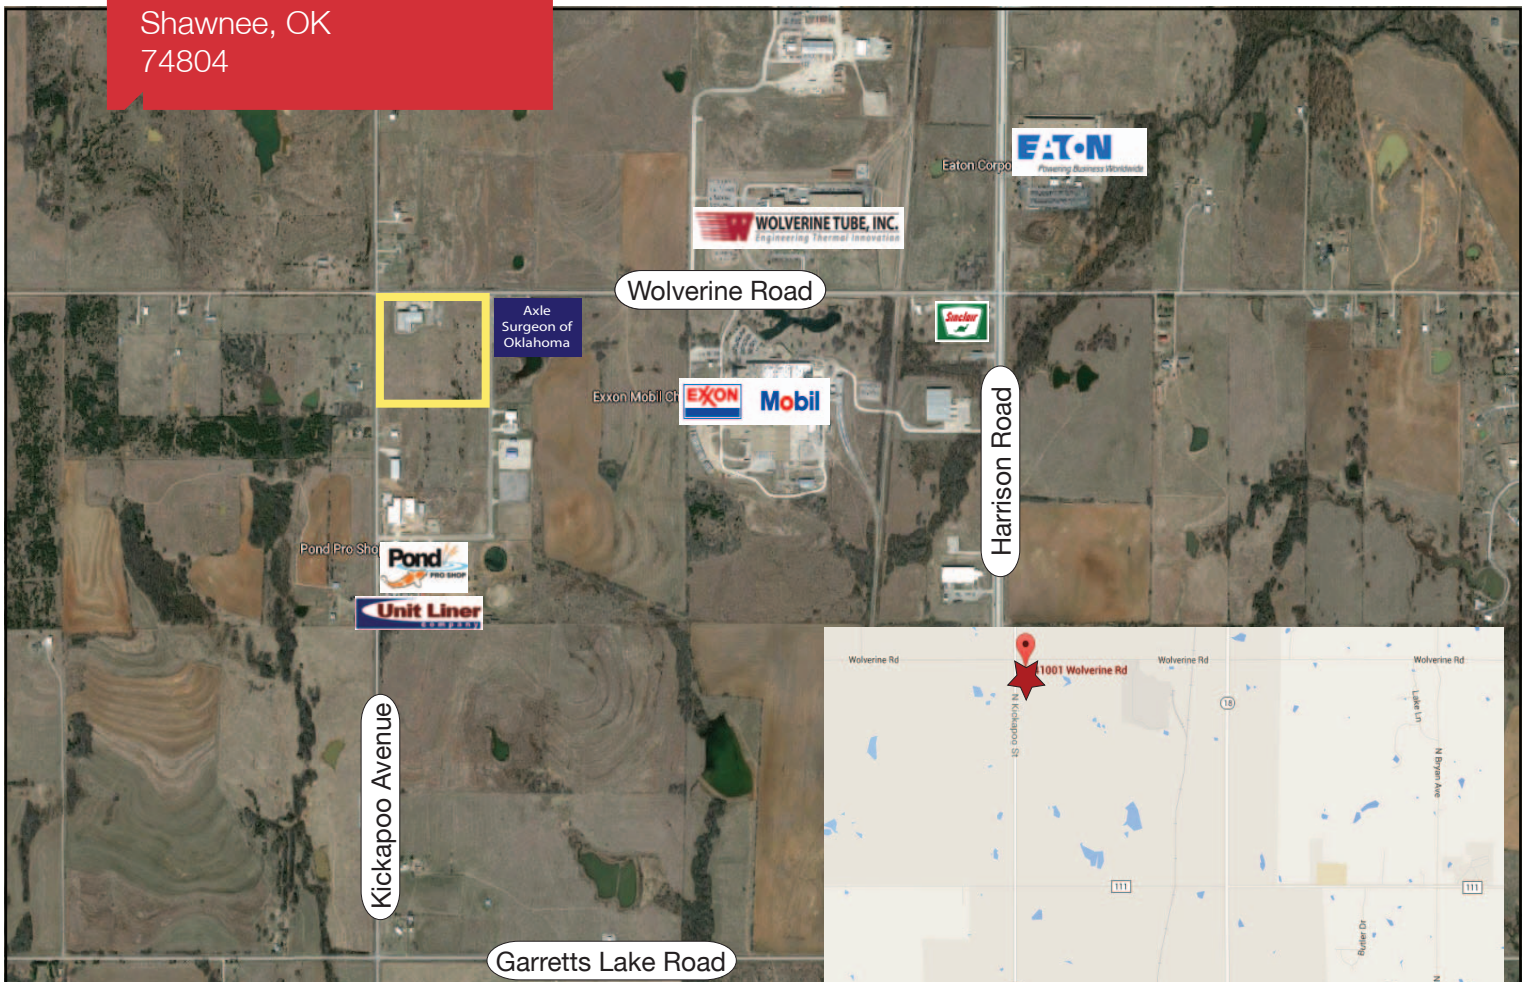 Shawnee, OK
74804
Eaton Corpo
EATON
Powering Business Worldwide
WOLVERINE TUBE, INC.
Engineering Thermal Innovation
Wolverine Road
Axle
Surgeon of
Oklahoma
Sinclair
Exxon Mobil Ch
EXXON Mobil
Harrison Road
Pond Pro Sho
Pond
PRO SHOP
Unit Liner
company
Kickapoo Avenue
Garretts Lake Road
Wolverine Rd
1001 Wolverine Rd
Wolverine Rd
Wolverine Rd
N Kickapoo St
18
Lake Ln
N Bryan Ave
111
111
Butler Dr
N